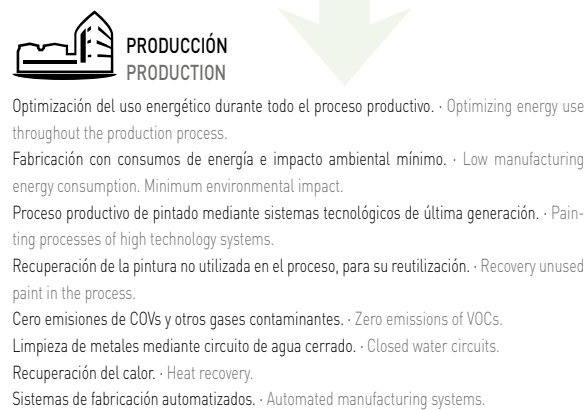 PRODUCCIÓN
PRODUCTION
Optimización del uso energético durante todo el proceso productivo. · Optimizing energy use
throughout the production process.
Fabricación con consumos de energía e impacto ambiental mínimo. · Low manufacturing
energy consumption. Minimum environmental impact.
Proceso productivo de pintado mediante sistemas tecnológicos de última generación. · Pain-
ting processes of high technology systems.
Recuperación de la pintura no utilizada en el proceso, para su reutilización. · Recovery unused
paint in the process.
Cero emisiones de COVs y otros gases contaminantes. · Zero emissions of VOCs.
Limpieza de metales mediante circuito de agua cerrado. · Closed water circuits.
Recuperación del calor. · Heat recovery.
Sistemas de fabricación automatizados. · Automated manufacturing systems.